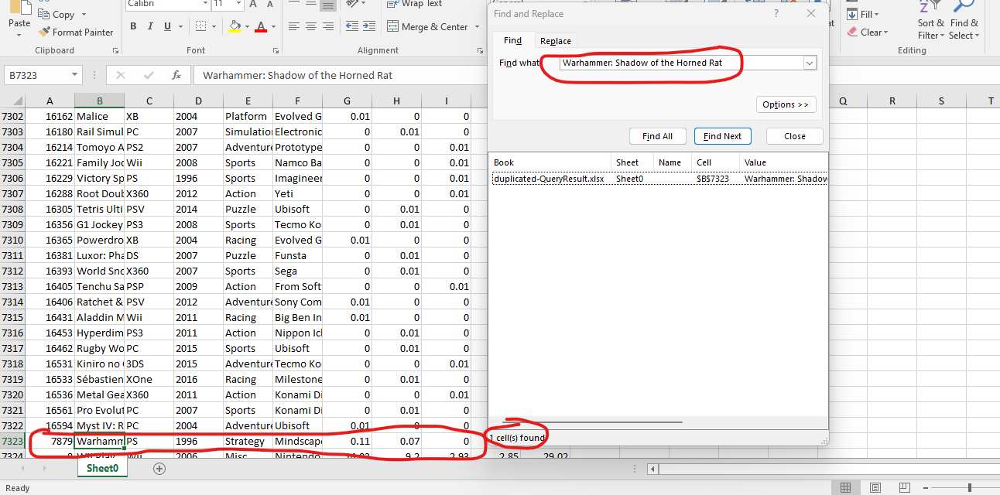 Calibri 11 A A Wrap Text
Find and Replace ? ×
Paste Copy Format Painter
B I U A
Merge & Center
Fill Clear
Sort & Filter Find & Select
Clipboard Font Alignment Editing
Find Replace
Find what Warhammer: Shadow of the Horned Rat
Options >>
Find All Find Next Close
B7323 fx Warhammer: Shadow of the Horned Rat
A B C D E F G H I Q R S T
Book Sheet Name Cell Value
duplicated-QueryResult.xlsx Sheet0 $B$7323 Warhammer: Shadow
1 cell(s) found
7302 16162 Malice XB 2004 Platform Evolved G 0.01 0 0
7303 16180 Rail Simul PC 2007 Simulation Electronic 0 0.01 0
7304 16214 Tomoyo A PS2 2007 Adventure Prototype 0 0 0.01
7305 16221 Family Joc Wii 2008 Sports Namco Ba 0 0 0.01
7306 16229 Victory Sp PS 1996 Sports Imagineer 0 0 0.01
7307 16288 Root Doub X360 2012 Action Yeti 0 0 0.01
7308 16305 Tetris Ulti PSV 2014 Puzzle Ubisoft 0 0.01 0
7309 16356 G1 Jockey PS3 2008 Sports Tecmo Ko 0 0.01 0
7310 16365 Powerdro XB 2004 Racing Evolved G 0.01 0 0
7311 16381 Luxor: Pha DS 2007 Puzzle Funsta 0 0.01 0
7312 16393 World Sno X360 2007 Sports Sega 0 0.01 0
7313 16405 Tenchu Sa PSP 2009 Action From Soft 0 0 0.01
7314 16406 Ratchet & PSV 2012 Adventure Sony Com 0.01 0 0
7315 16431 Aladdin M Wii 2011 Racing Big Ben In 0.01 0 0
7316 16453 Hyperdim PS3 2011 Action Nippon Ich 0 0.01 0
7317 16462 Rugby Wo PC 2015 Sports Ubisoft 0 0.01 0
7318 16531 Kiniro no 3DS 2015 Adventure Tecmo Ko 0 0 0.01
7319 16533 Sébastien XOne 2016 Racing Milestone 0 0.01 0
7320 16536 Metal Gea X360 2011 Action Konami Di 0 0 0.01
7321 16561 Pro Evolut PC 2007 Sports Konami Di 0 0.01 0
7322 16594 Myst IV: R PC 2004 Adventure Ubisoft 0.01 0 0
7323 7879 Warhamm PS 1996 Strategy Mindscape 0.11 0.07 0
7324 Wii Play Wii 2006 Misc Nintendo 9.2 2.93 2.85 29.02
Sheet0
Ready